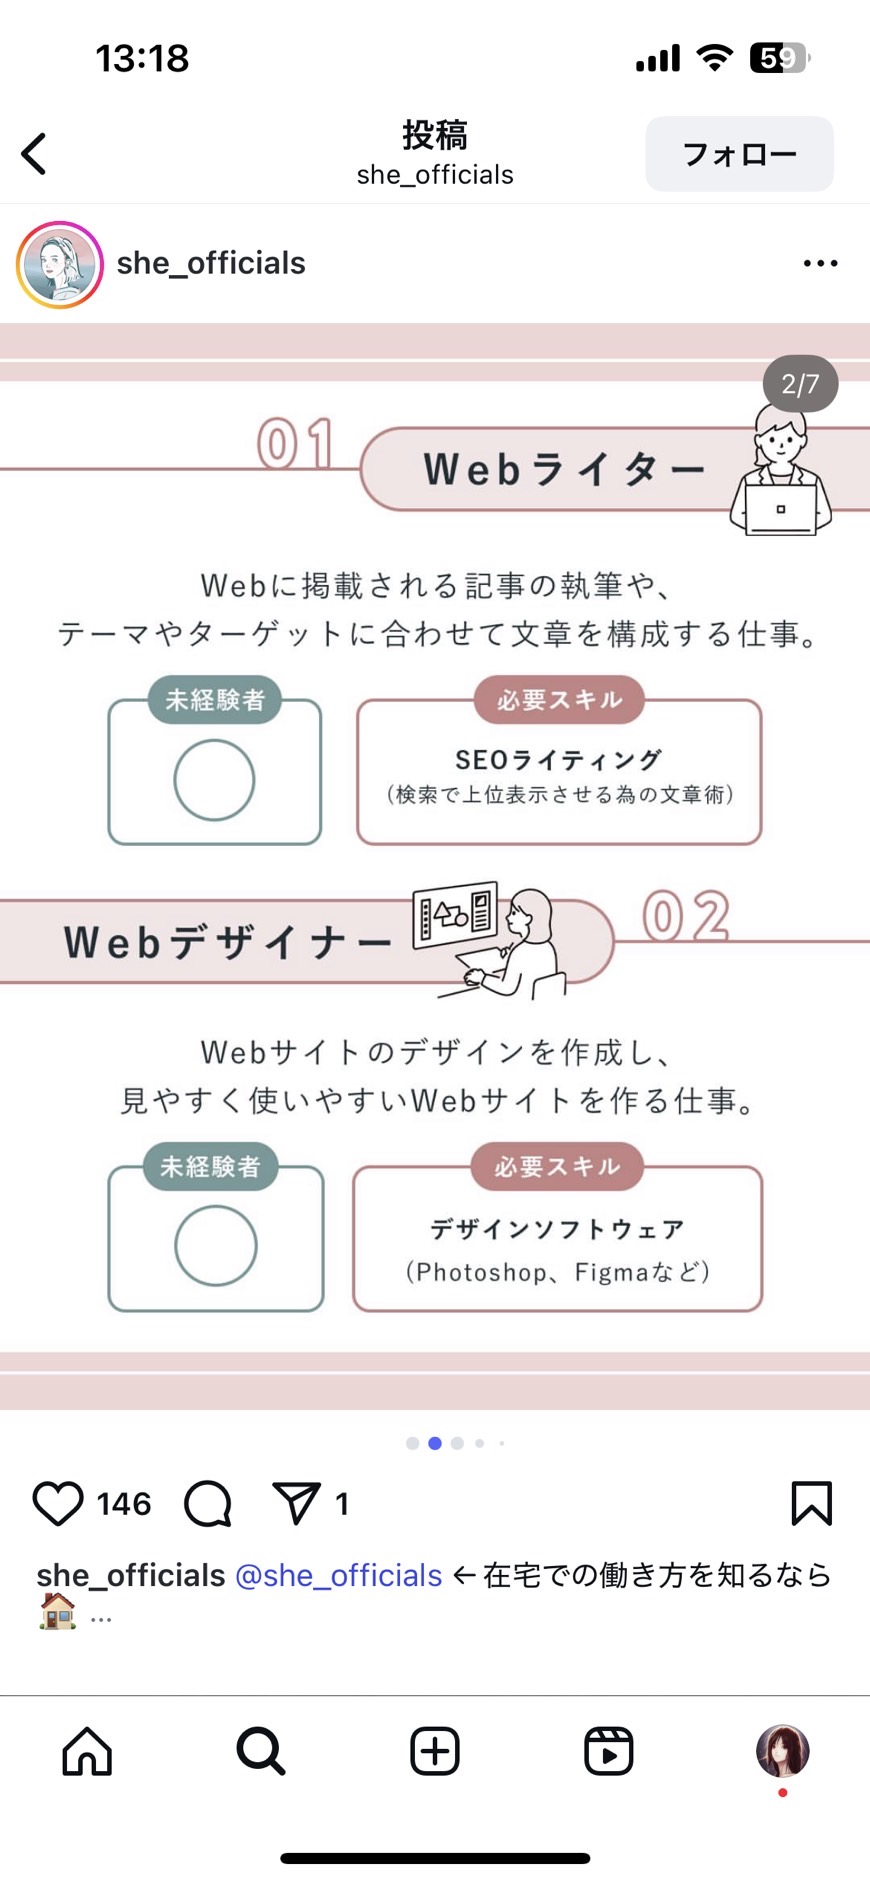 13:18
59
投稿
she_officials
フォロー
she_officials
2/7
01
Webライター
Webに掲載される記事の執筆や、
テーマやターゲットに合わせて文章を構成する仕事。
未経験者
必要スキル
SEOライティング
（検索で上位表示させる為の文章術）
Webデザイナー
02
Webサイトのデザインを作成し、
見やすく使いやすいWebサイトを作る仕事。
未経験者
必要スキル
デザインソフトウェア
（Photoshop、Figmaなど）
146
1
she_officials @she_officials ←在宅での働き方を知るなら
🏠 ...